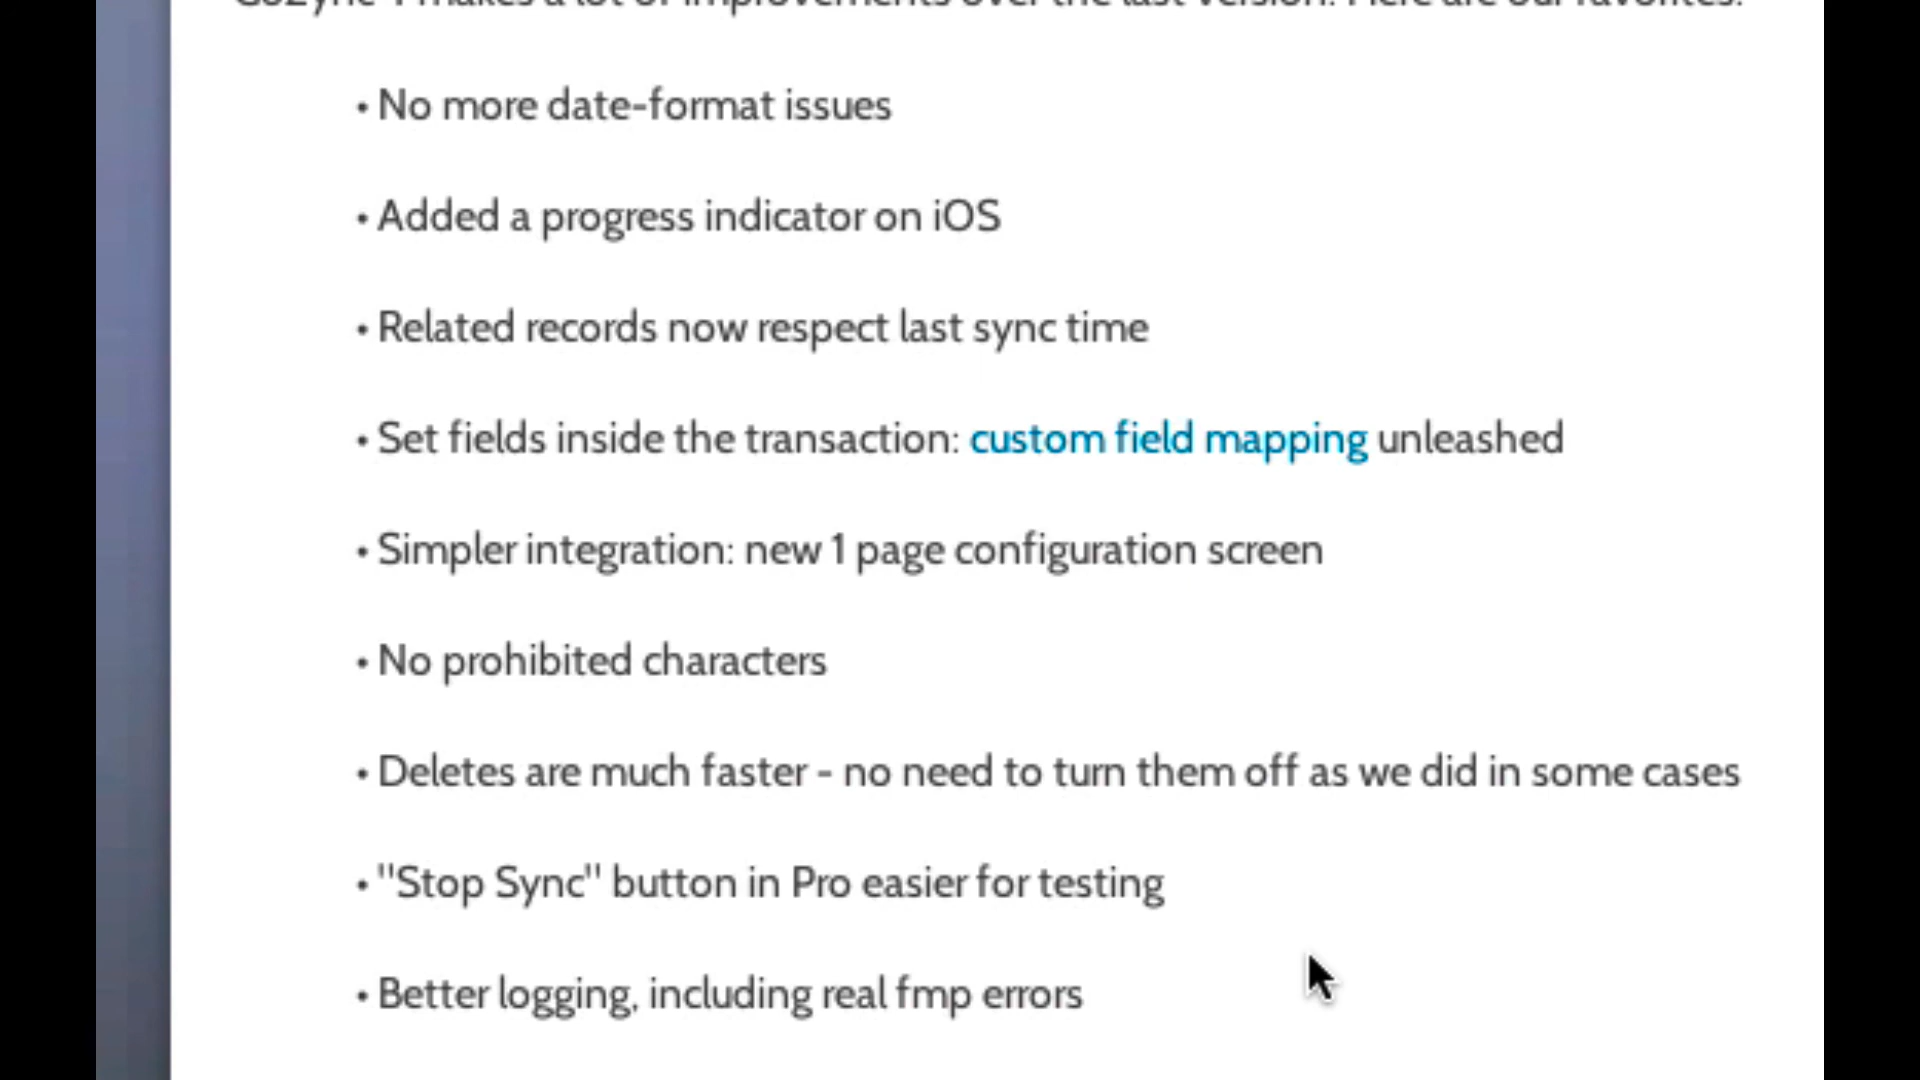 makes a lot of improvements over the last version. Here are our favorites:
• No more date-format issues
• Added a progress indicator on iOS
• Related records now respect last sync time
• Set fields inside the transaction: custom field mapping unleashed
• Simpler integration: new 1 page configuration screen
• No prohibited characters
• Deletes are much faster - no need to turn them off as we did in some cases
• "Stop Sync" button in Pro easier for testing
• Better logging, including real fmp errors